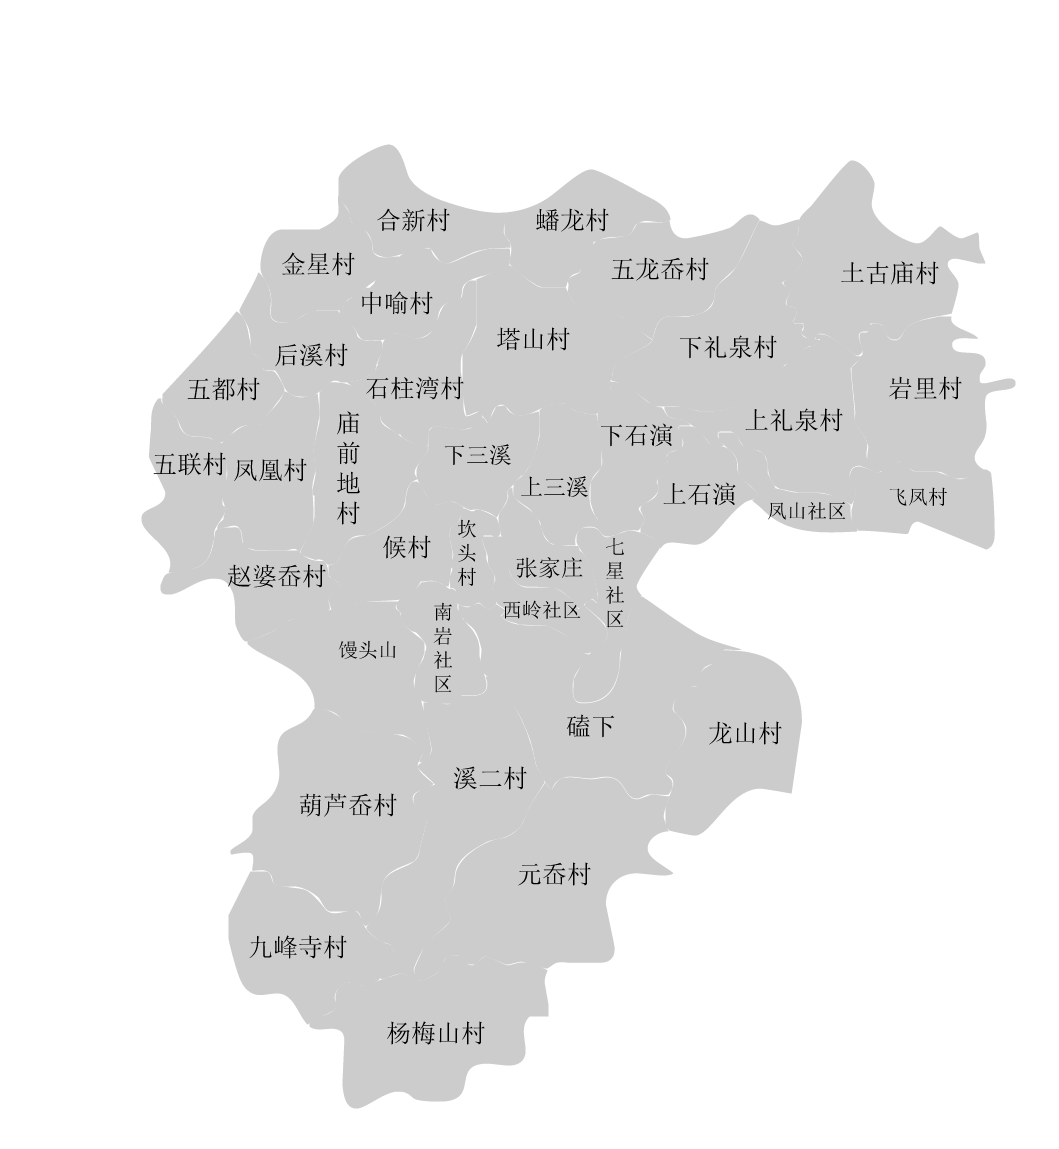 合新村
蟠龙村
金星村
五龙岙村
土古庙村
中喻村
塔山村
下礼泉村
后溪村
五都村
石柱湾村
岩里村
上礼泉村
庙前地村
下石演
下三溪
五联村
凤凰村
上三溪
上石演
飞凤村
凤山社区
候村
坎头村
七星社区
张家庄
赵婆岙村
西岭社区
南岩社区
馒头山
磕下
龙山村
溪二村
葫芦岙村
元岙村
九峰寺村
杨梅山村